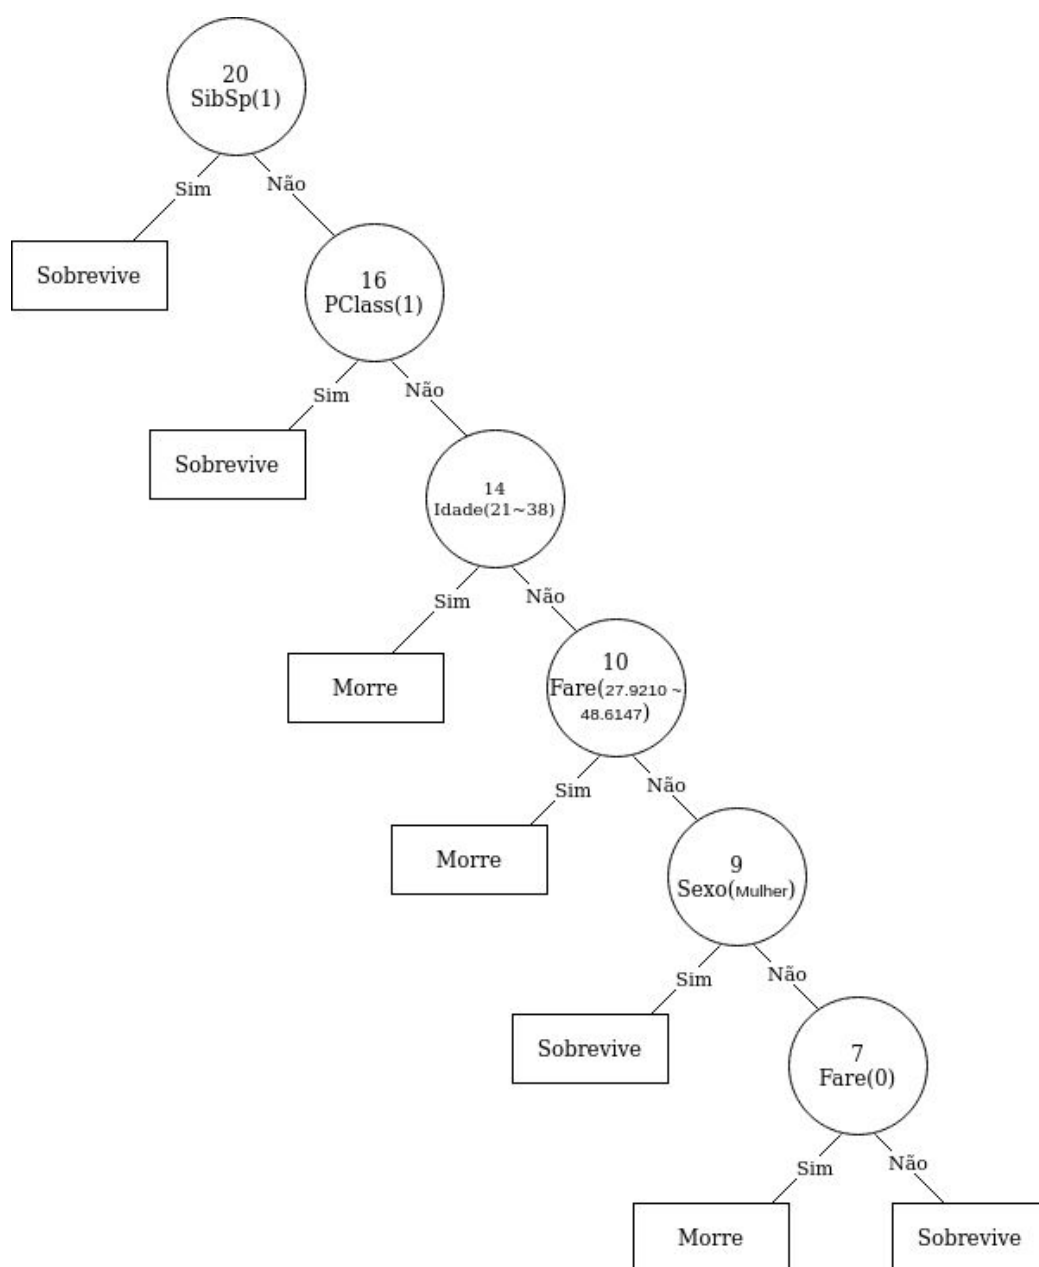 20
SibSp(1)
Sim
Não
Sobrevive
16
PClass(1)
Sim
Não
Sobrevive
14
Idade(21~38)
Sim
Não
Morre
10
Fare(27.9210 ~
48.6147)
Sim
Não
Morre
9
Sexo(Mulher)
Sim
Não
Sobrevive
7
Fare(0)
Sim
Não
Morre
Sobrevive